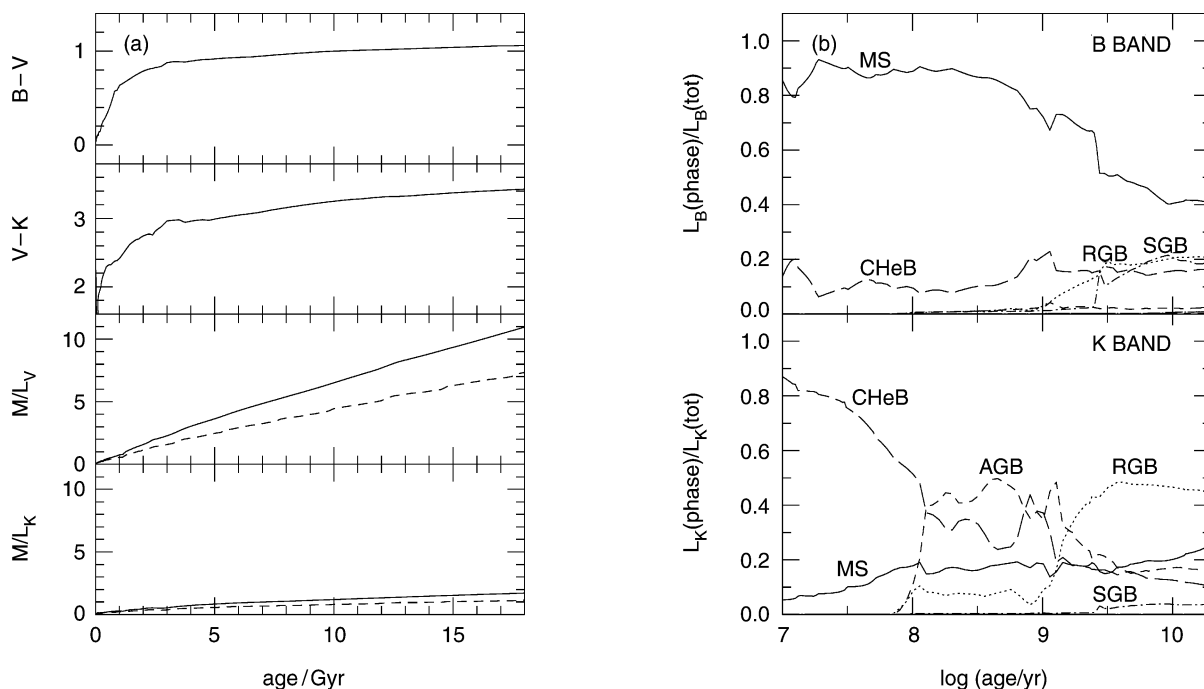 (a)
B – V
1
0
V – K
3
2
M/L_V
10
5
0
M/L_K
10
5
0
0 5 10 15
age/Gyr
(b)
B BAND
MS
CHeB
RGB
SGB
L_B(phase)/L_B(tot)
1.0
0.8
0.6
0.4
0.2
0.0
K BAND
CHeB
AGB
RGB
MS
SGB
L_K(phase)/L_K(tot)
1.0
0.8
0.6
0.4
0.2
0.0
7 8 9 10
log (age/yr)